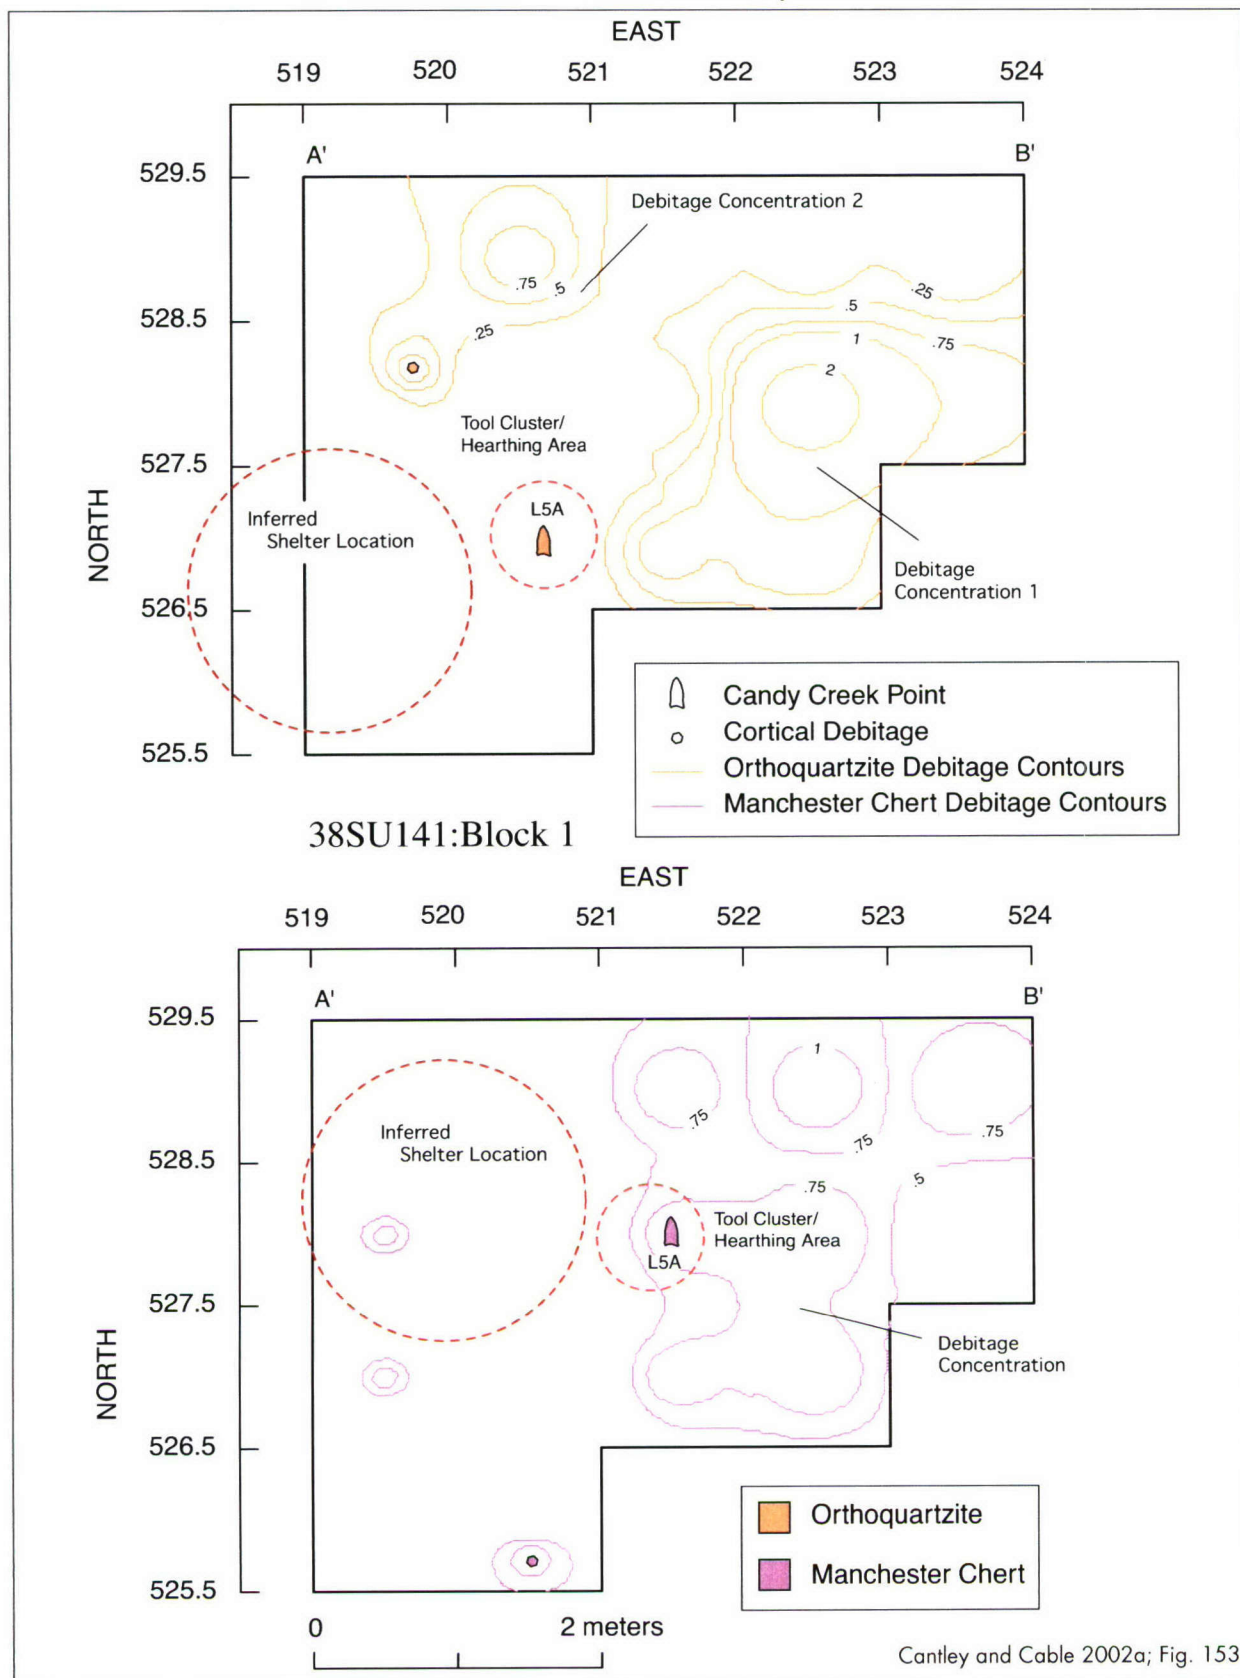 EAST
519 520 521 522 523 524
A' B'
529.5
Debitage Concentration 2
.75 .5
.25
528.5
.5
.25
1
.75
2
Tool Cluster/
Hearthing Area
527.5
L5A
Inferred
Shelter Location
NORTH
Debitage
Concentration 1
526.5
Candy Creek Point
Cortical Debitage
Orthoquartzite Debitage Contours
Manchester Chert Debitage Contours
525.5
38SU141:Block 1
EAST
519 520 521 522 523 524
A' B'
529.5
1
.75
.75
.75
Inferred
Shelter Location
528.5
.5
.75
Tool Cluster/
Hearthing Area
L5A
527.5
Debitage
Concentration
NORTH
526.5
Orthoquartzite
Manchester Chert
525.5
0 2 meters
Cantley and Cable 2002a; Fig. 153